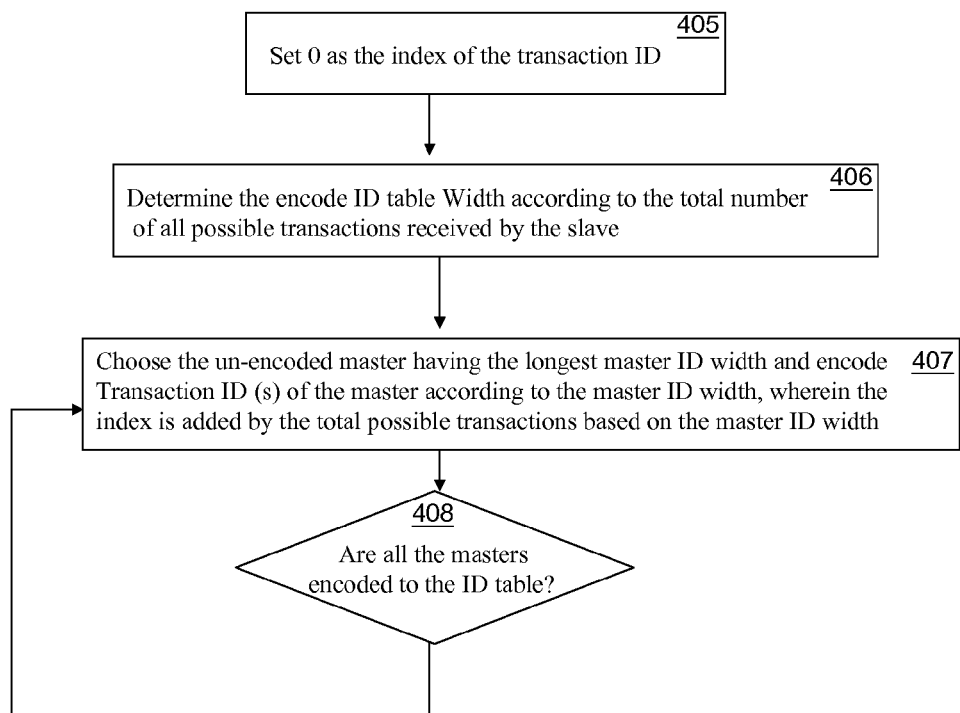 405
Set 0 as the index of the transaction ID
406
Determine the encode ID table Width according to the total number
of all possible transactions received by the slave
407
Choose the un-encoded master having the longest master ID width and encode
Transaction ID (s) of the master according to the master ID width, wherein the
index is added by the total possible transactions based on the master ID width
408
Are all the masters
encoded to the ID table?